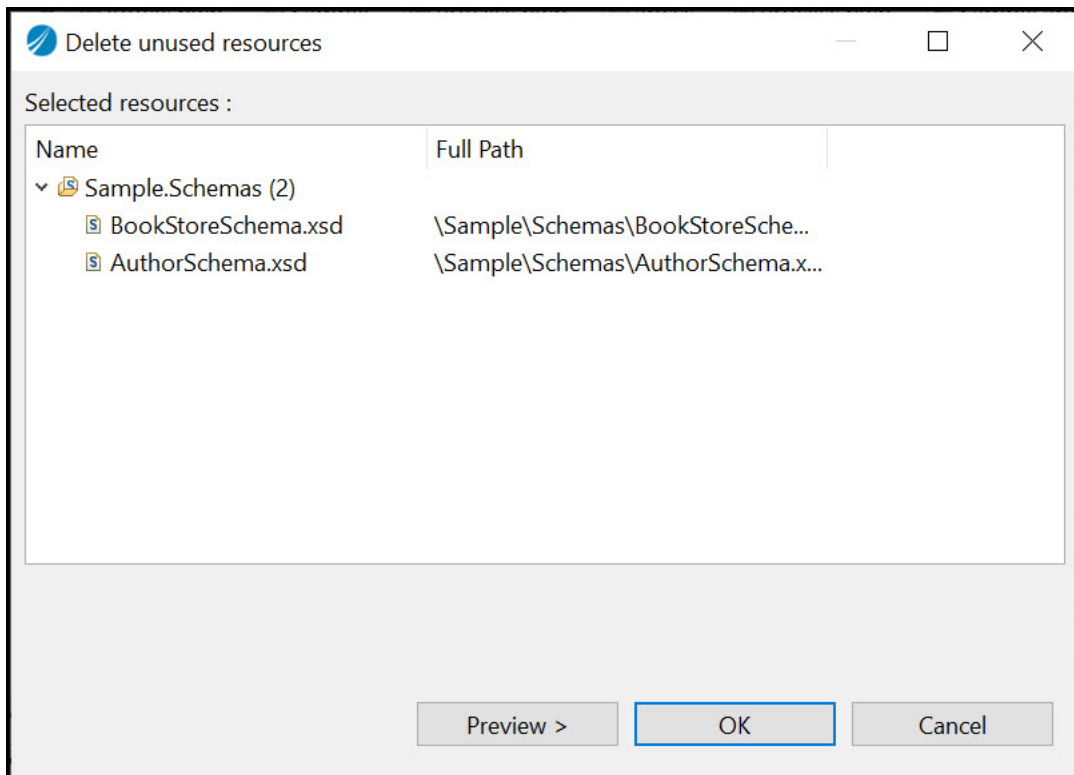 Delete unused resources
Selected resources :
Name Full Path
Sample.Schemas (2)
BookStoreSchema.xsd \Sample\Schemas\BookStoreSche...
AuthorSchema.xsd \Sample\Schemas\AuthorSchema.x...
Preview > OK Cancel